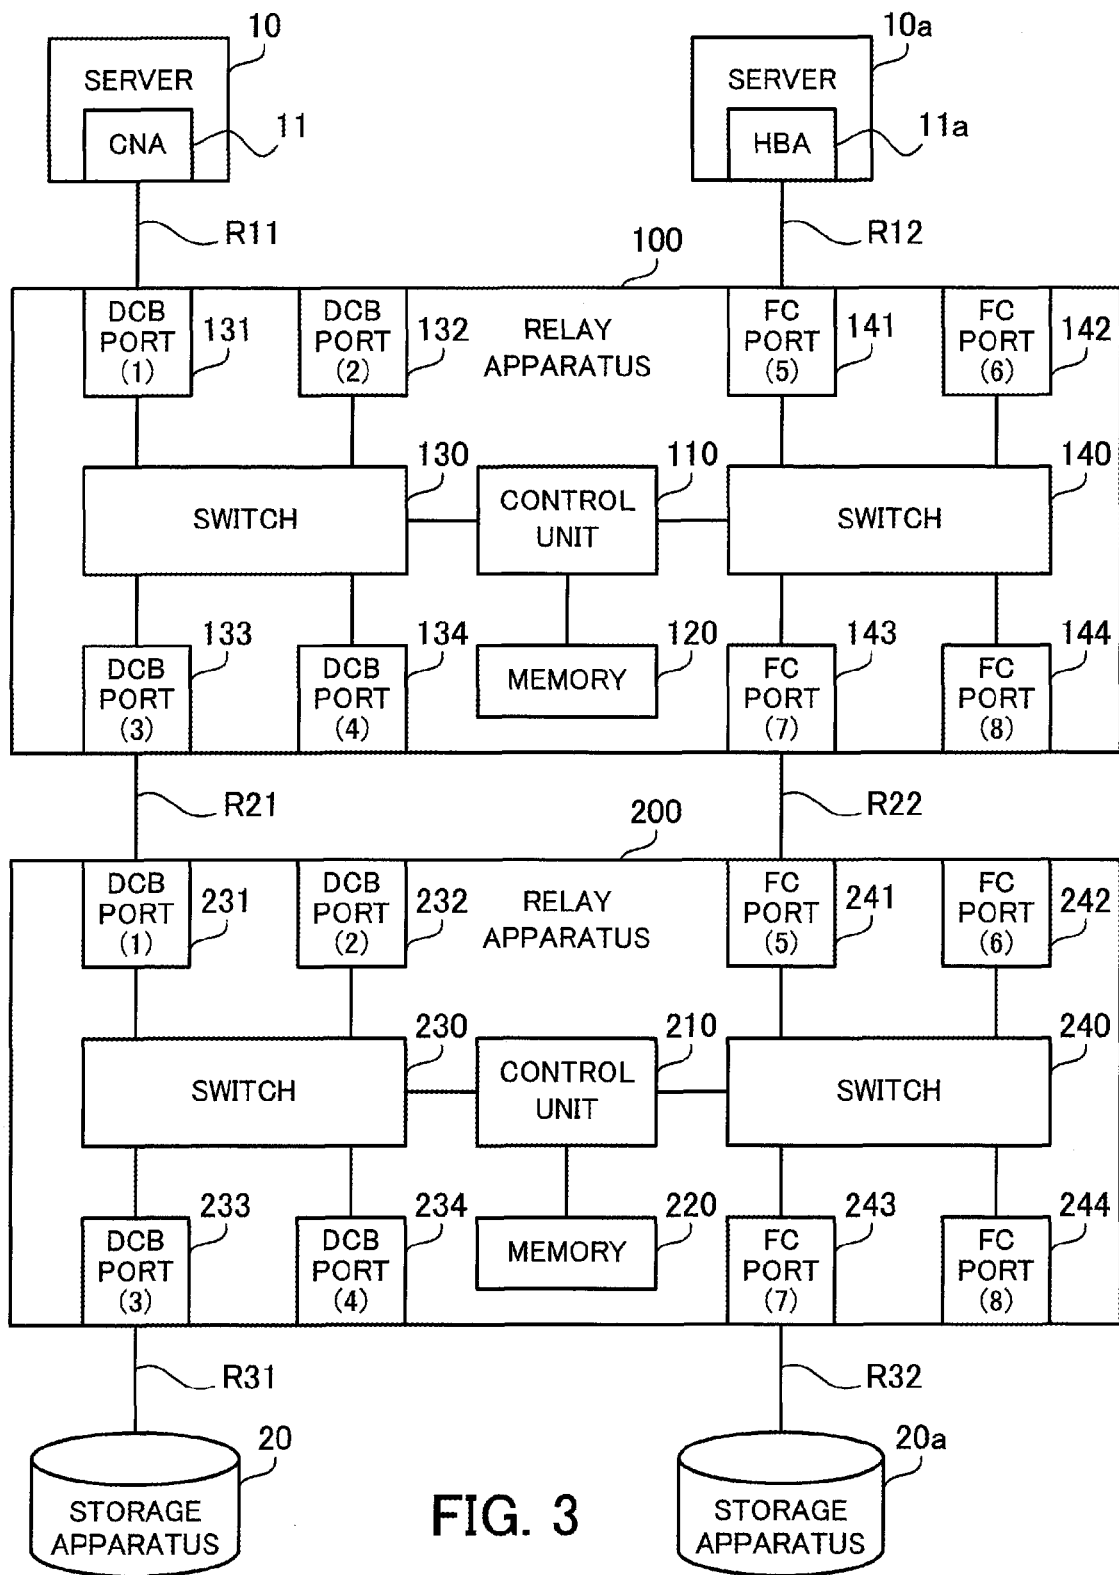 10
10a
SERVER
SERVER
CNA
11
HBA
11a
R11
R12
100
DCB
PORT
(1)
131
DCB
PORT
(2)
132
RELAY
APPARATUS
FC
PORT
(5)
141
FC
PORT
(6)
142
130
110
140
SWITCH
CONTROL
UNIT
SWITCH
133
134
120
143
144
DCB
PORT
(3)
DCB
PORT
(4)
MEMORY
FC
PORT
(7)
FC
PORT
(8)
R21
R22
200
DCB
PORT
(1)
231
DCB
PORT
(2)
232
RELAY
APPARATUS
FC
PORT
(5)
241
FC
PORT
(6)
242
230
210
240
SWITCH
CONTROL
UNIT
SWITCH
233
234
220
243
244
DCB
PORT
(3)
DCB
PORT
(4)
MEMORY
FC
PORT
(7)
FC
PORT
(8)
R31
R32
20
20a
STORAGE
APPARATUS
FIG. 3
STORAGE
APPARATUS